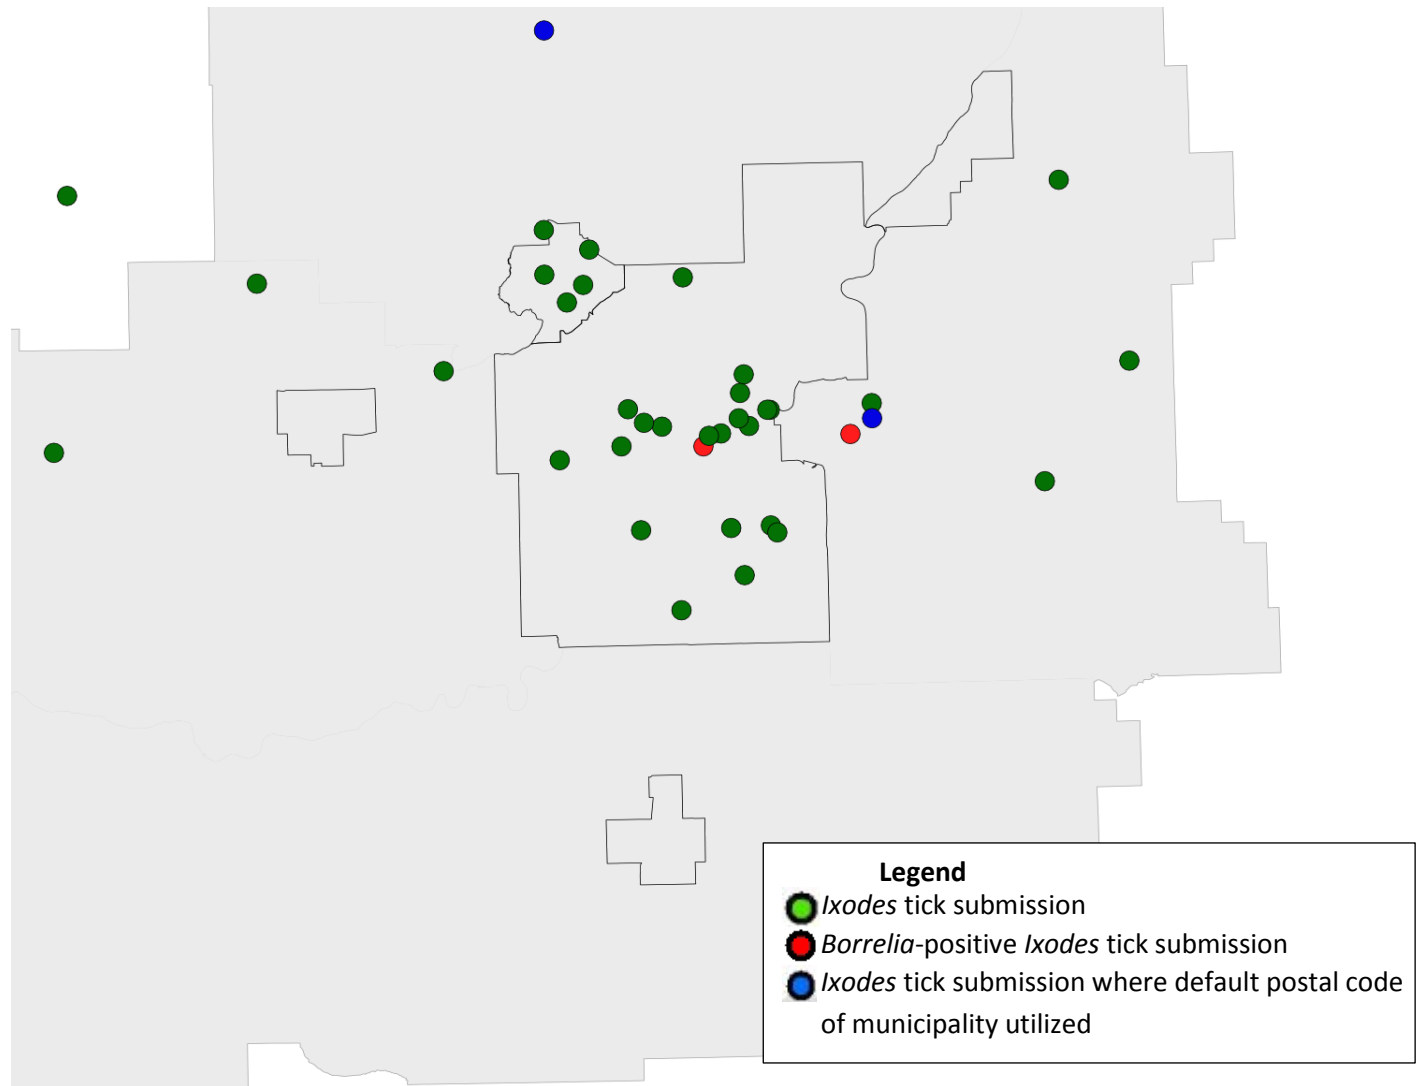 Legend
Ixodes tick submission
Borrelia-positive Ixodes tick submission
Ixodes tick submission where default postal code
of municipality utilized